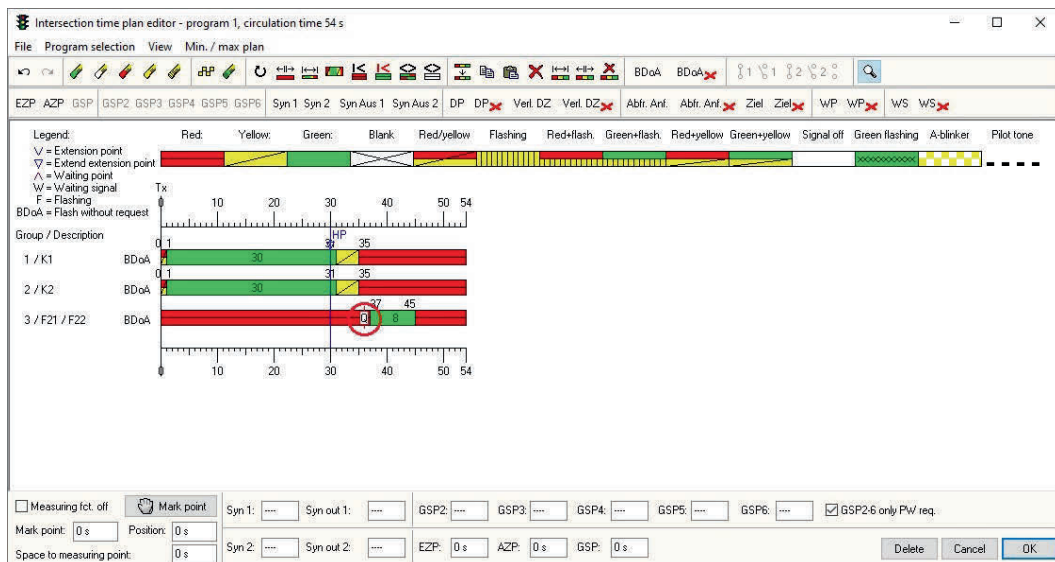 Intersection time plan editor - program 1, circulation time 54 s
File Program selection View Min. / max plan
BDoA BDoA 1 1 2 2
EZP AZP GSP GSP2 GSP3 GSP4 GSP5 GSP6 Syn 1 Syn 2 Syn Aus 1 Syn Aus 2 DP DP Verl. DZ Verl. DZ Abfr. Anf. Abfr. Anf. Ziel Ziel WP WP WS WS
Legend: Red: Yellow: Green: Blank Red/yellow Flashing Red+flash. Green+flash. Red+yellow Green+yellow Signal off Green flashing A-blinker Pilot tone
V = Extension point
∇ = Extend extension point
Λ = Waiting point
W = Waiting signal
F = Flashing
BDoA = Flash without request
Tx
0 10 20 30 40 50 54
Group / Description
HP
0 1 35
1 / K1 BDoA 30
0 1 31 35
2 / K2 BDoA 30
37 45
3 / F21 / F22 BDoA Q 8
0 10 20 30 40 50 54
Measuring fct. off Mark point Syn 1: ---- Syn out 1: ---- GSP2: ---- GSP3: ---- GSP4: ---- GSP5: ---- GSP6: ---- GSP2-6 only PW req.
Mark point: 0 s Position: 0 s
Space to measuring point: 0 s Syn 2: ---- Syn out 2: ---- EZP: 0 s AZP: 0 s GSP: 0 s Delete Cancel OK